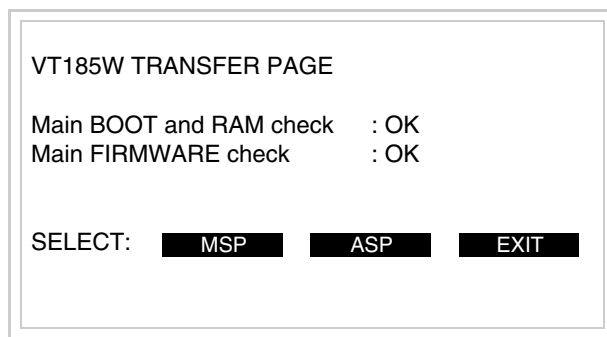 VT185W TRANSFER PAGE
Main BOOT and RAM check : OK
Main FIRMWARE check : OK
SELECT: MSP ASP EXIT